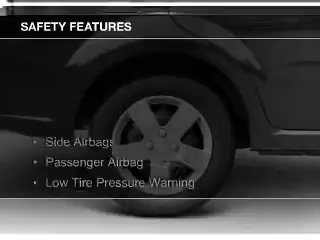 SAFETY FEATURES
• Side Airbags
• Passenger Airbag
• Low Tire Pressure Warning